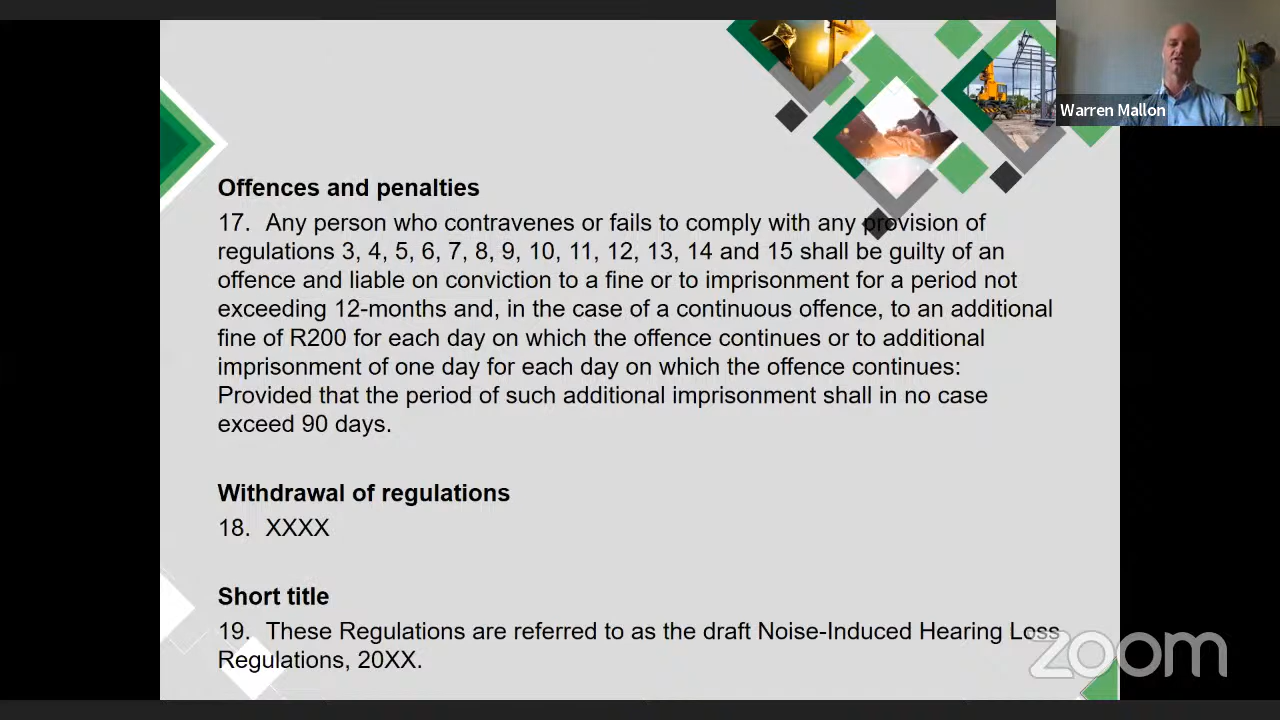 Warren Mallon
Offences and penalties
17. Any person who contravenes or fails to comply with any provision of
regulations 3, 4, 5, 6, 7, 8, 9, 10, 11, 12, 13, 14 and 15 shall be guilty of an
offence and liable on conviction to a fine or to imprisonment for a period not
exceeding 12-months and, in the case of a continuous offence, to an additional
fine of R200 for each day on which the offence continues or to additional
imprisonment of one day for each day on which the offence continues:
Provided that the period of such additional imprisonment shall in no case
exceed 90 days.
Withdrawal of regulations
18. XXXX
Short title
19. These Regulations are referred to as the draft Noise-Induced Hearing Loss
Regulations, 20XX.
zoom